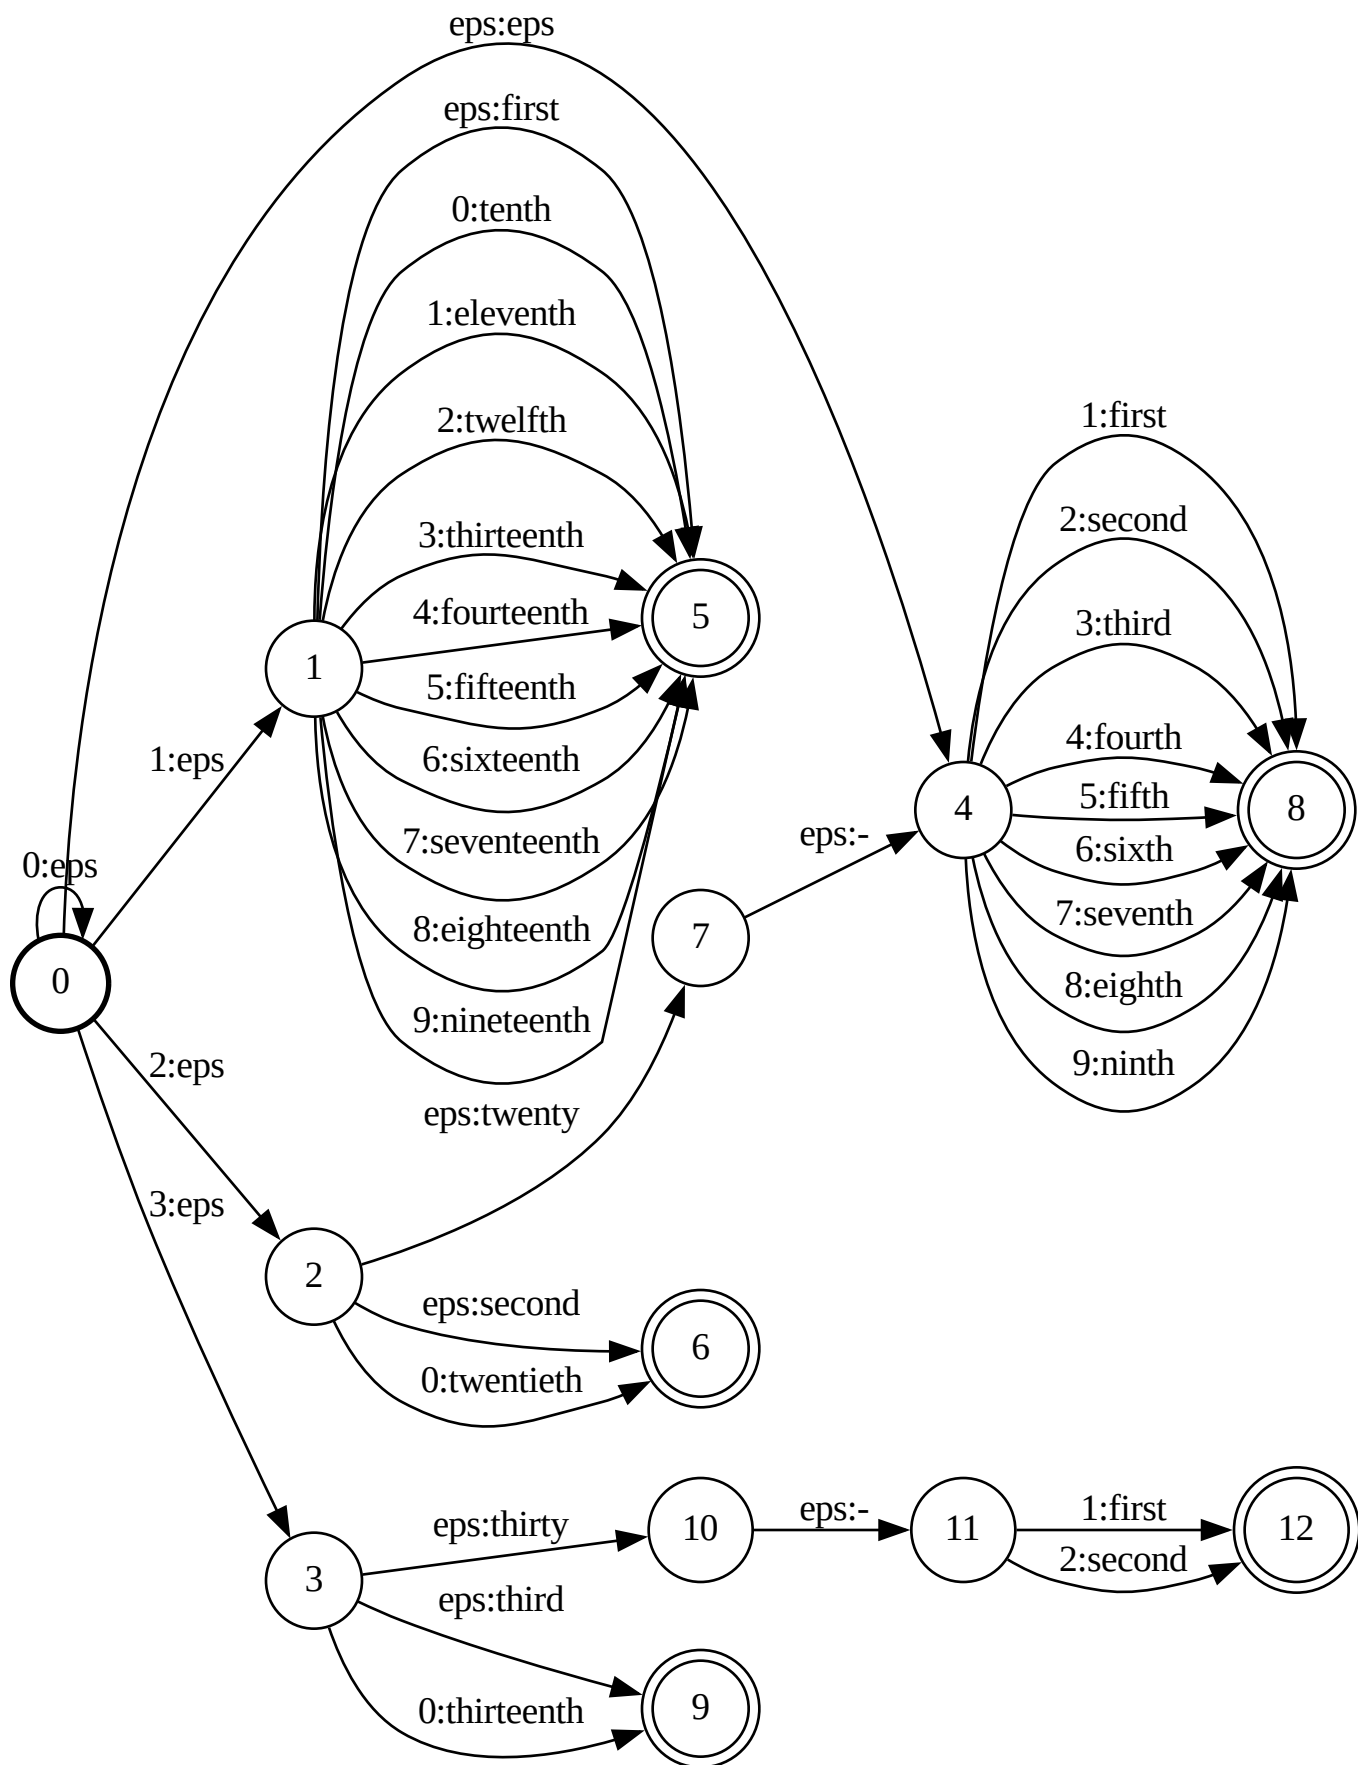 eps:eps
eps:first
0:tenth
1:eleventh
2:twelfth
3:thirteenth
4:fourteenth
5:fifteenth
6:sixteenth
7:seventeenth
8:eighteenth
9:nineteenth
1
5
1:eps
0:eps
0
2:eps
3:eps
eps:twenty
7
eps:-
4
1:first
2:second
3:third
4:fourth
5:fifth
6:sixth
7:seventh
8:eighth
9:ninth
8
2
eps:second
0:twentieth
6
3
eps:thirty
eps:third
0:thirteenth
10
eps:-
11
1:first
2:second
12
9